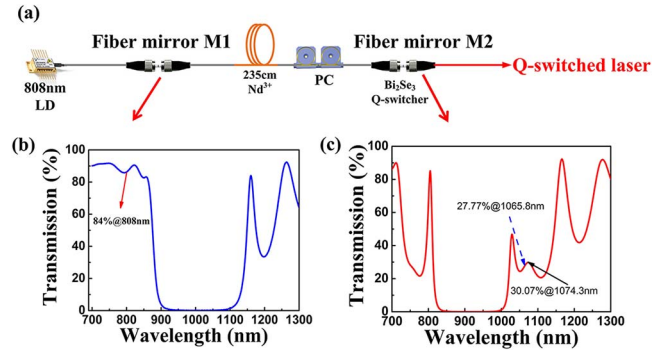 (a)
Fiber mirror M1
Fiber mirror M2
808nm
LD
235cm
Nd³⁺
PC
Bi₂Se₃
Q-switcher
Q-switched laser
(b)
Transmission (%)
100
80
60
40
20
0
84%@808nm
700 800 900 1000 1100 1200 1300
Wavelength (nm)
(c)
Transmission (%)
100
80
60
40
20
0
27.77%@1065.8nm
30.07%@1074.3nm
700 800 900 1000 1100 1200 1300
Wavelength (nm)